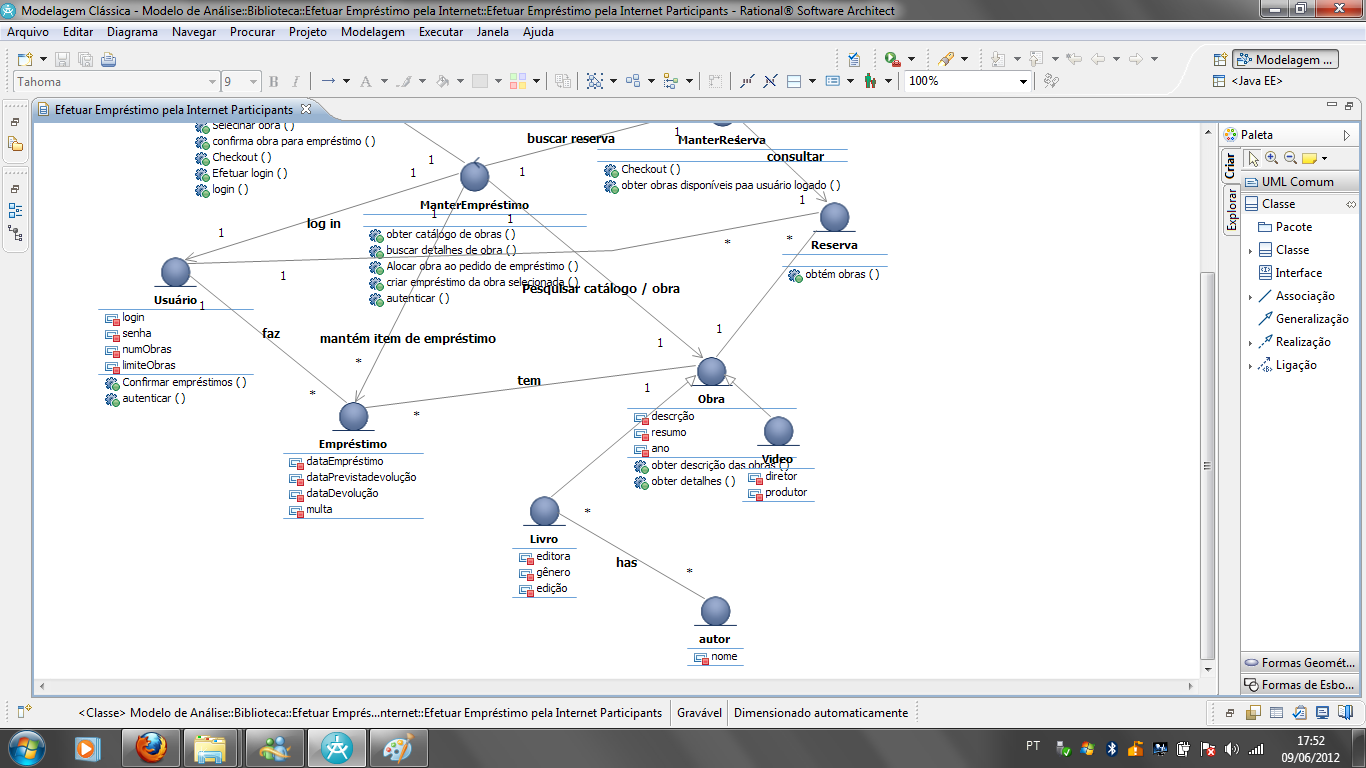 Modelagem Clássica - Modelo de Análise::Biblioteca::Efetuar Empréstimo pela Internet::Efetuar Empréstimo pela Internet Participants - Rational® Software Architect
Arquivo Editar Diagrama Navegar Procurar Projeto Modelagem Executar Janela Ajuda
Modelagem ...
Tahoma 9 B I A 100% <Java EE>
Efetuar Empréstimo pela Internet Participants
Paleta
Criar
Explorar
UML Comum
Classe
Pacote
Classe
Interface
Associação
Generalização
Realização
Ligação
Formas Geomét...
Formas de Esbo...
Selecinar obra ( )
confirma obra para empréstimo ( )
Checkout ( )
Efetuar login ( )
login ( )
buscar reserva
1
1
ManterReserva
Checkout ( )
obter obras disponíveis paa usuário logado ( )
consultar
1
1
1
1
ManterEmpréstimo
1
1
obter catálogo de obras ( )
buscar detalhes de obra ( )
Alocar obra ao pedido de empréstimo ( )
criar empréstimo da obra selecionada ( )
autenticar ( )
log in
1
1
*
*
Reserva
obtém obras ( )
Usuário
1
login
senha
numObras
limiteObras
Confirmar empréstimos ( )
autenticar ( )
Pesquisar catálogo / obra
faz
mantém item de empréstimo
1
1
*
*
*
tem
1
Obra
descrção
resumo
ano
obter descrição das obras ( )
obter detalhes ( )
Video
diretor
produtor
Empréstimo
dataEmpréstimo
dataPrevistadevolução
dataDevolução
multa
*
Livro
editora
gênero
edição
has
*
autor
nome
<Classe> Modelo de Análise::Biblioteca::Efetuar Emprés...nternet::Efetuar Empréstimo pela Internet Participants Gravável Dimensionado automaticamente
PT
17:52
09/06/2012